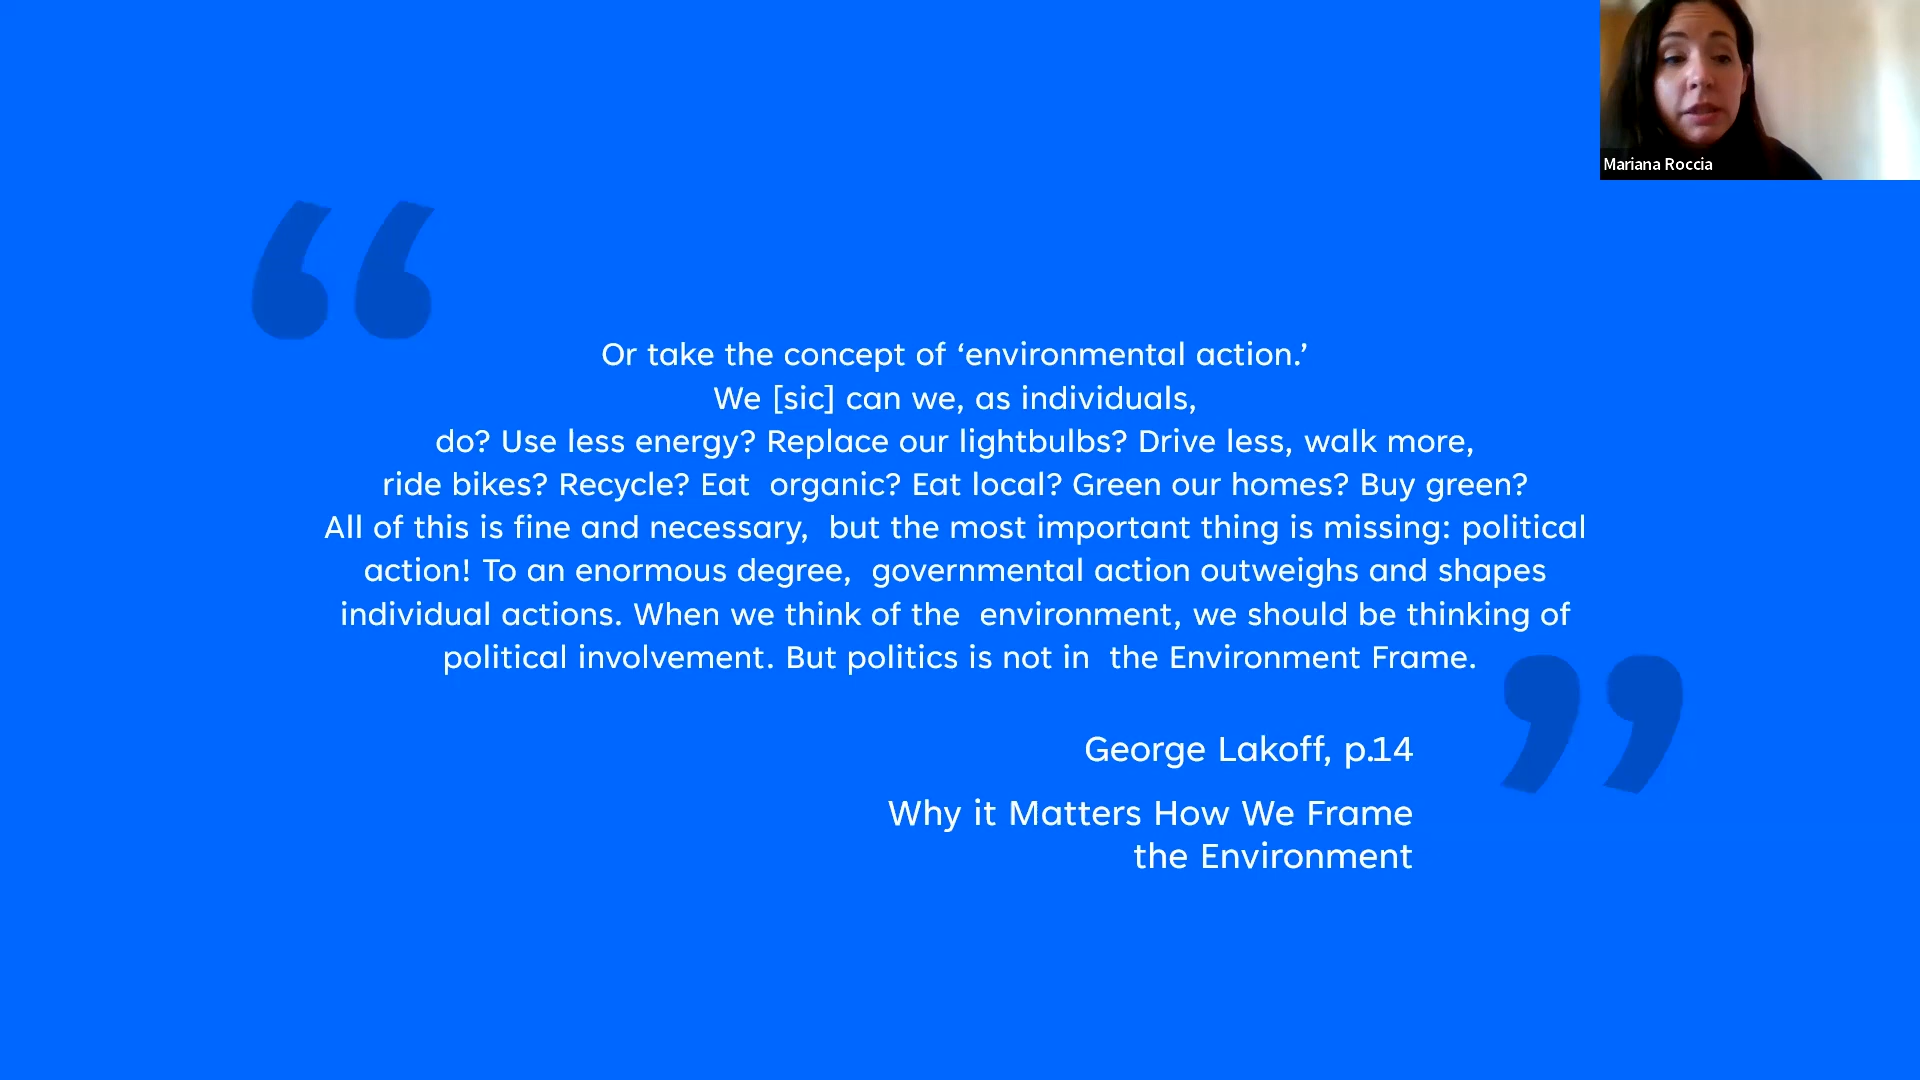 Mariana Roccia
Or take the concept of ‘environmental action.’
We [sic] can we, as individuals,
do? Use less energy? Replace our lightbulbs? Drive less, walk more,
ride bikes? Recycle? Eat  organic? Eat local? Green our homes? Buy green?
All of this is fine and necessary,  but the most important thing is missing: political
action! To an enormous degree,  governmental action outweighs and shapes
individual actions. When we think of the  environment, we should be thinking of
political involvement. But politics is not in  the Environment Frame.
George Lakoff, p.14
Why it Matters How We Frame
the Environment